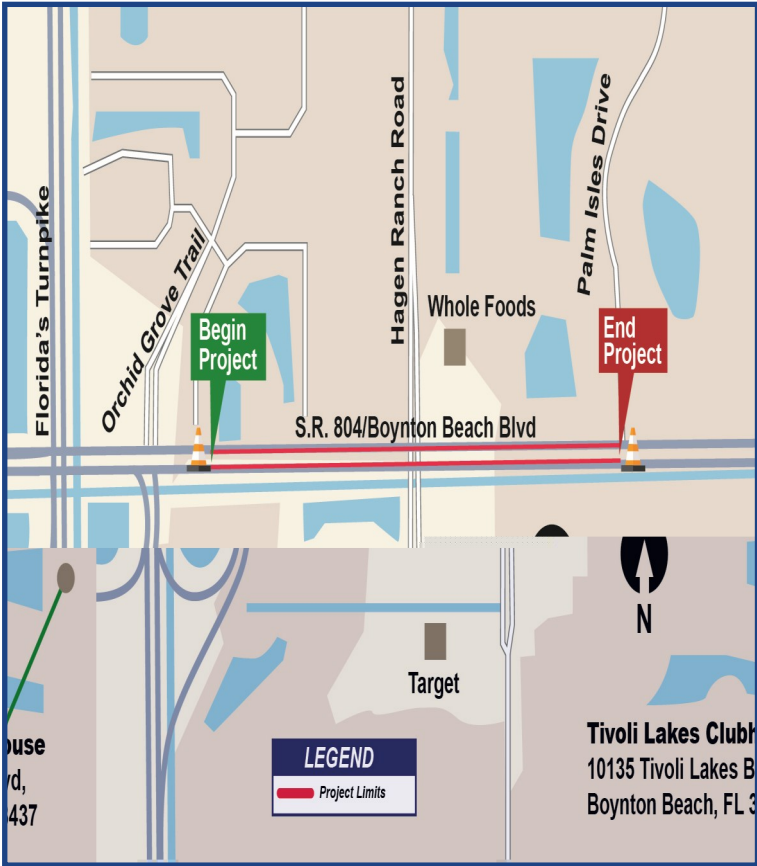 Florida's Turnpike
Orchid Grove Trail
Hagen Ranch Road
Palm Isles Drive
Whole Foods
Begin
Project
End
Project
S.R. 804/Boynton Beach Blvd
N
Target
ouse
vd,
437
LEGEND
Project Limits
Tivoli Lakes Clubh
10135 Tivoli Lakes B
Boynton Beach, FL 3